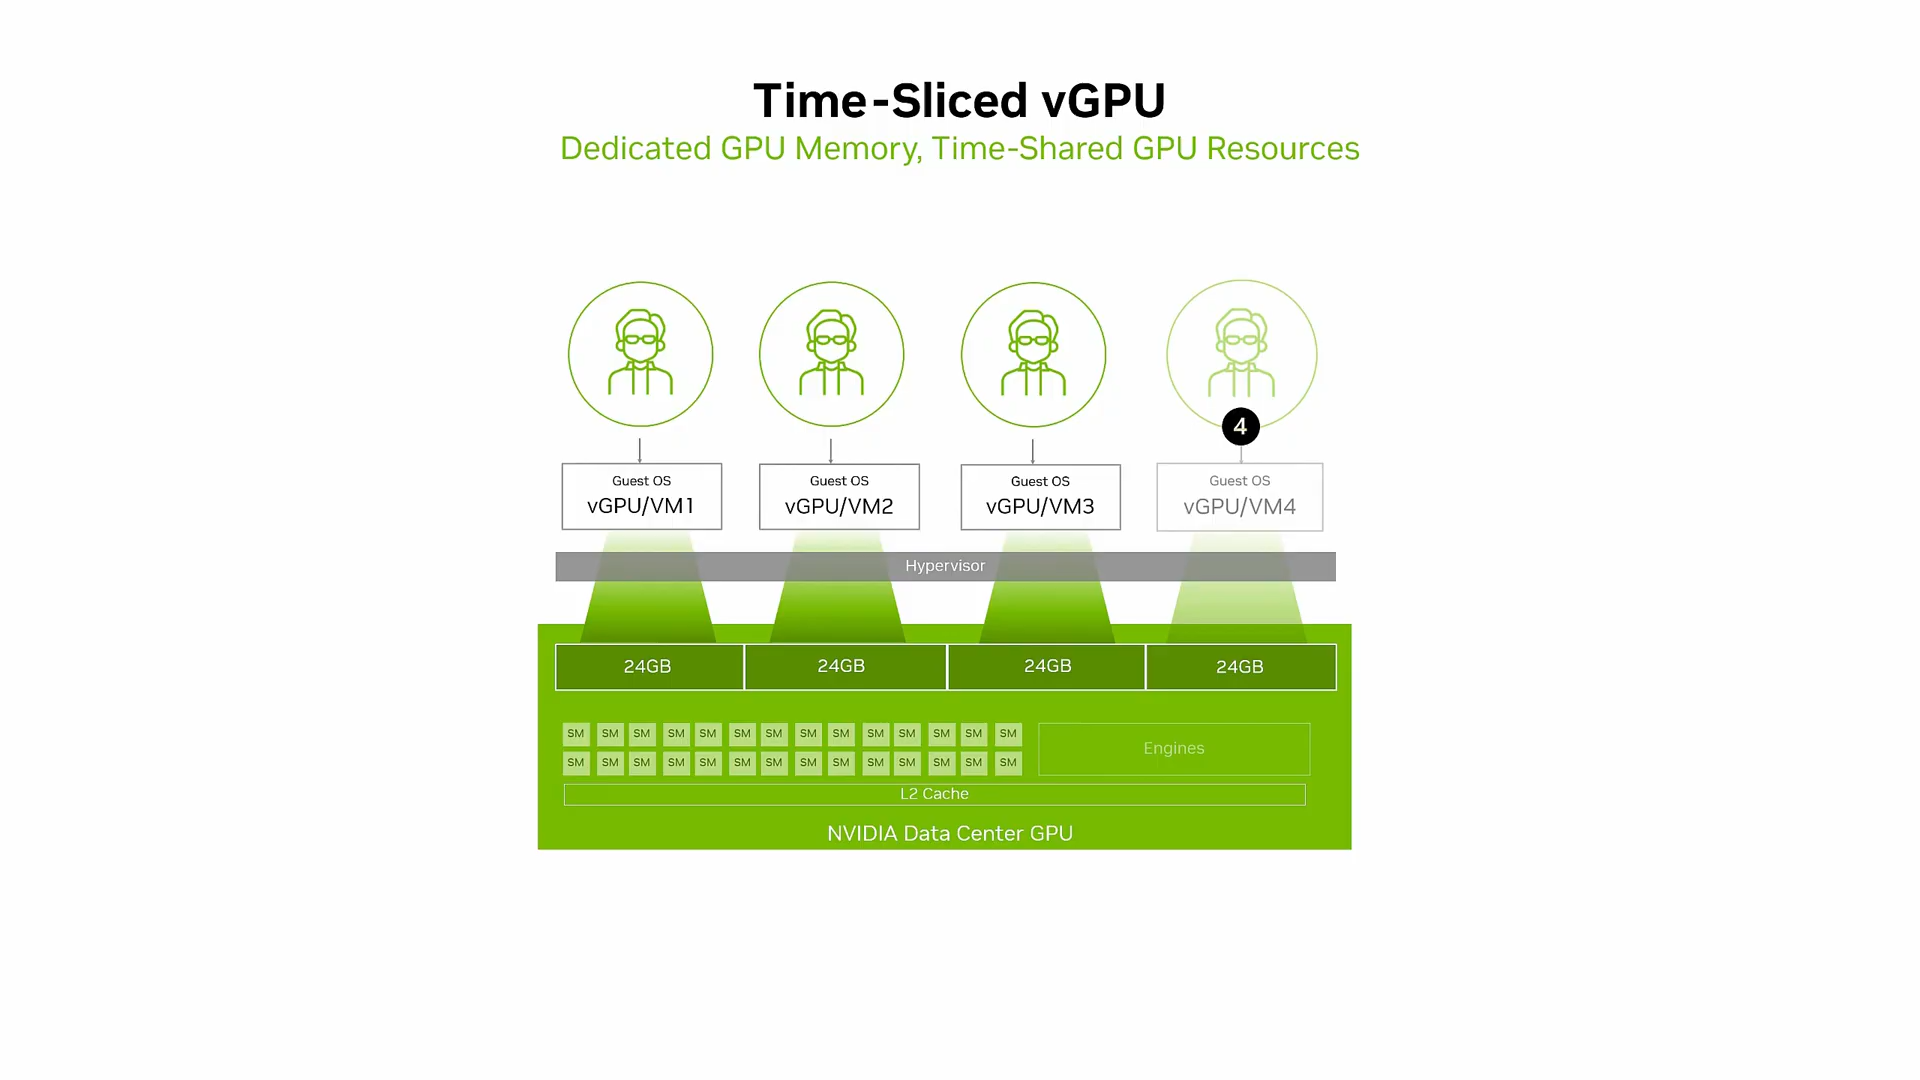 Time-Sliced vGPU
Dedicated GPU Memory, Time-Shared GPU Resources
4
Guest OS Guest OS Guest OS Guest OS
vGPU/VM1 vGPU/VM2 vGPU/VM3 vGPU/VM4
Hypervisor
24GB 24GB 24GB 24GB
SM SM SM SM SM SM SM SM SM SM SM SM SM SM
Engines
SM SM SM SM SM SM SM SM SM SM SM SM SM SM
L2 Cache
NVIDIA Data Center GPU